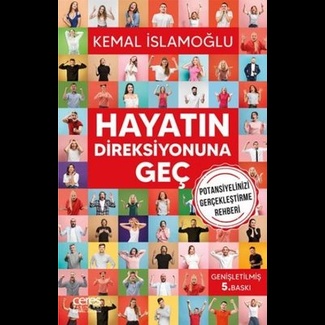 KEMAL İSLAMOĞLU
HAYATIN
DİREKSİYONUNA
GEÇ
POTANSİYELİNİZİ
GERÇEKLEŞTİRME
REHBERİ
GENİŞLETİLMİŞ
5. BASKI
ceres